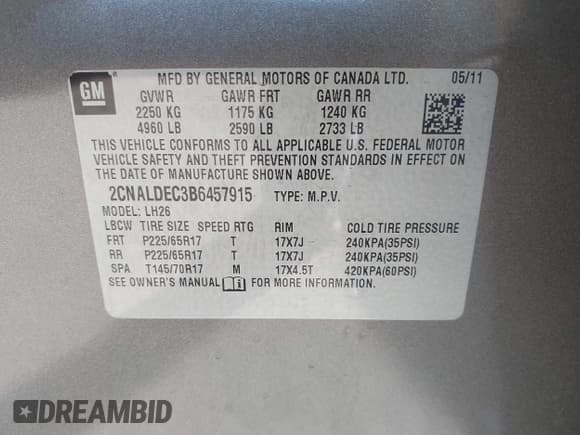 GM
MFD BY GENERAL MOTORS OF CANADA LTD. 05/11
GVWR GAWR FRT GAWR RR
2250 KG 1175 KG 1240 KG
4960 LB 2590 LB 2733 LB
THIS VEHICLE CONFORMS TO ALL APPLICABLE U.S. FEDERAL MOTOR
VEHICLE SAFETY AND THEFT PREVENTION STANDARDS IN EFFECT ON
THE DATE OF MANUFACTURE SHOWN ABOVE.
2CNALDEC3B6457915 TYPE: M.P.V.
MODEL: LH26
LBCW TIRE SIZE SPEED RTG RIM COLD TIRE PRESSURE
FRT P225/65R17 T 17X7J 240KPA(35PSI)
RR P225/65R17 T 17X7J 240KPA(35PSI)
SPA T145/70R17 M 17X4.5T 420KPA(60PSI)
SEE OWNER'S MANUAL FOR MORE INFORMATION.
DREAMBID